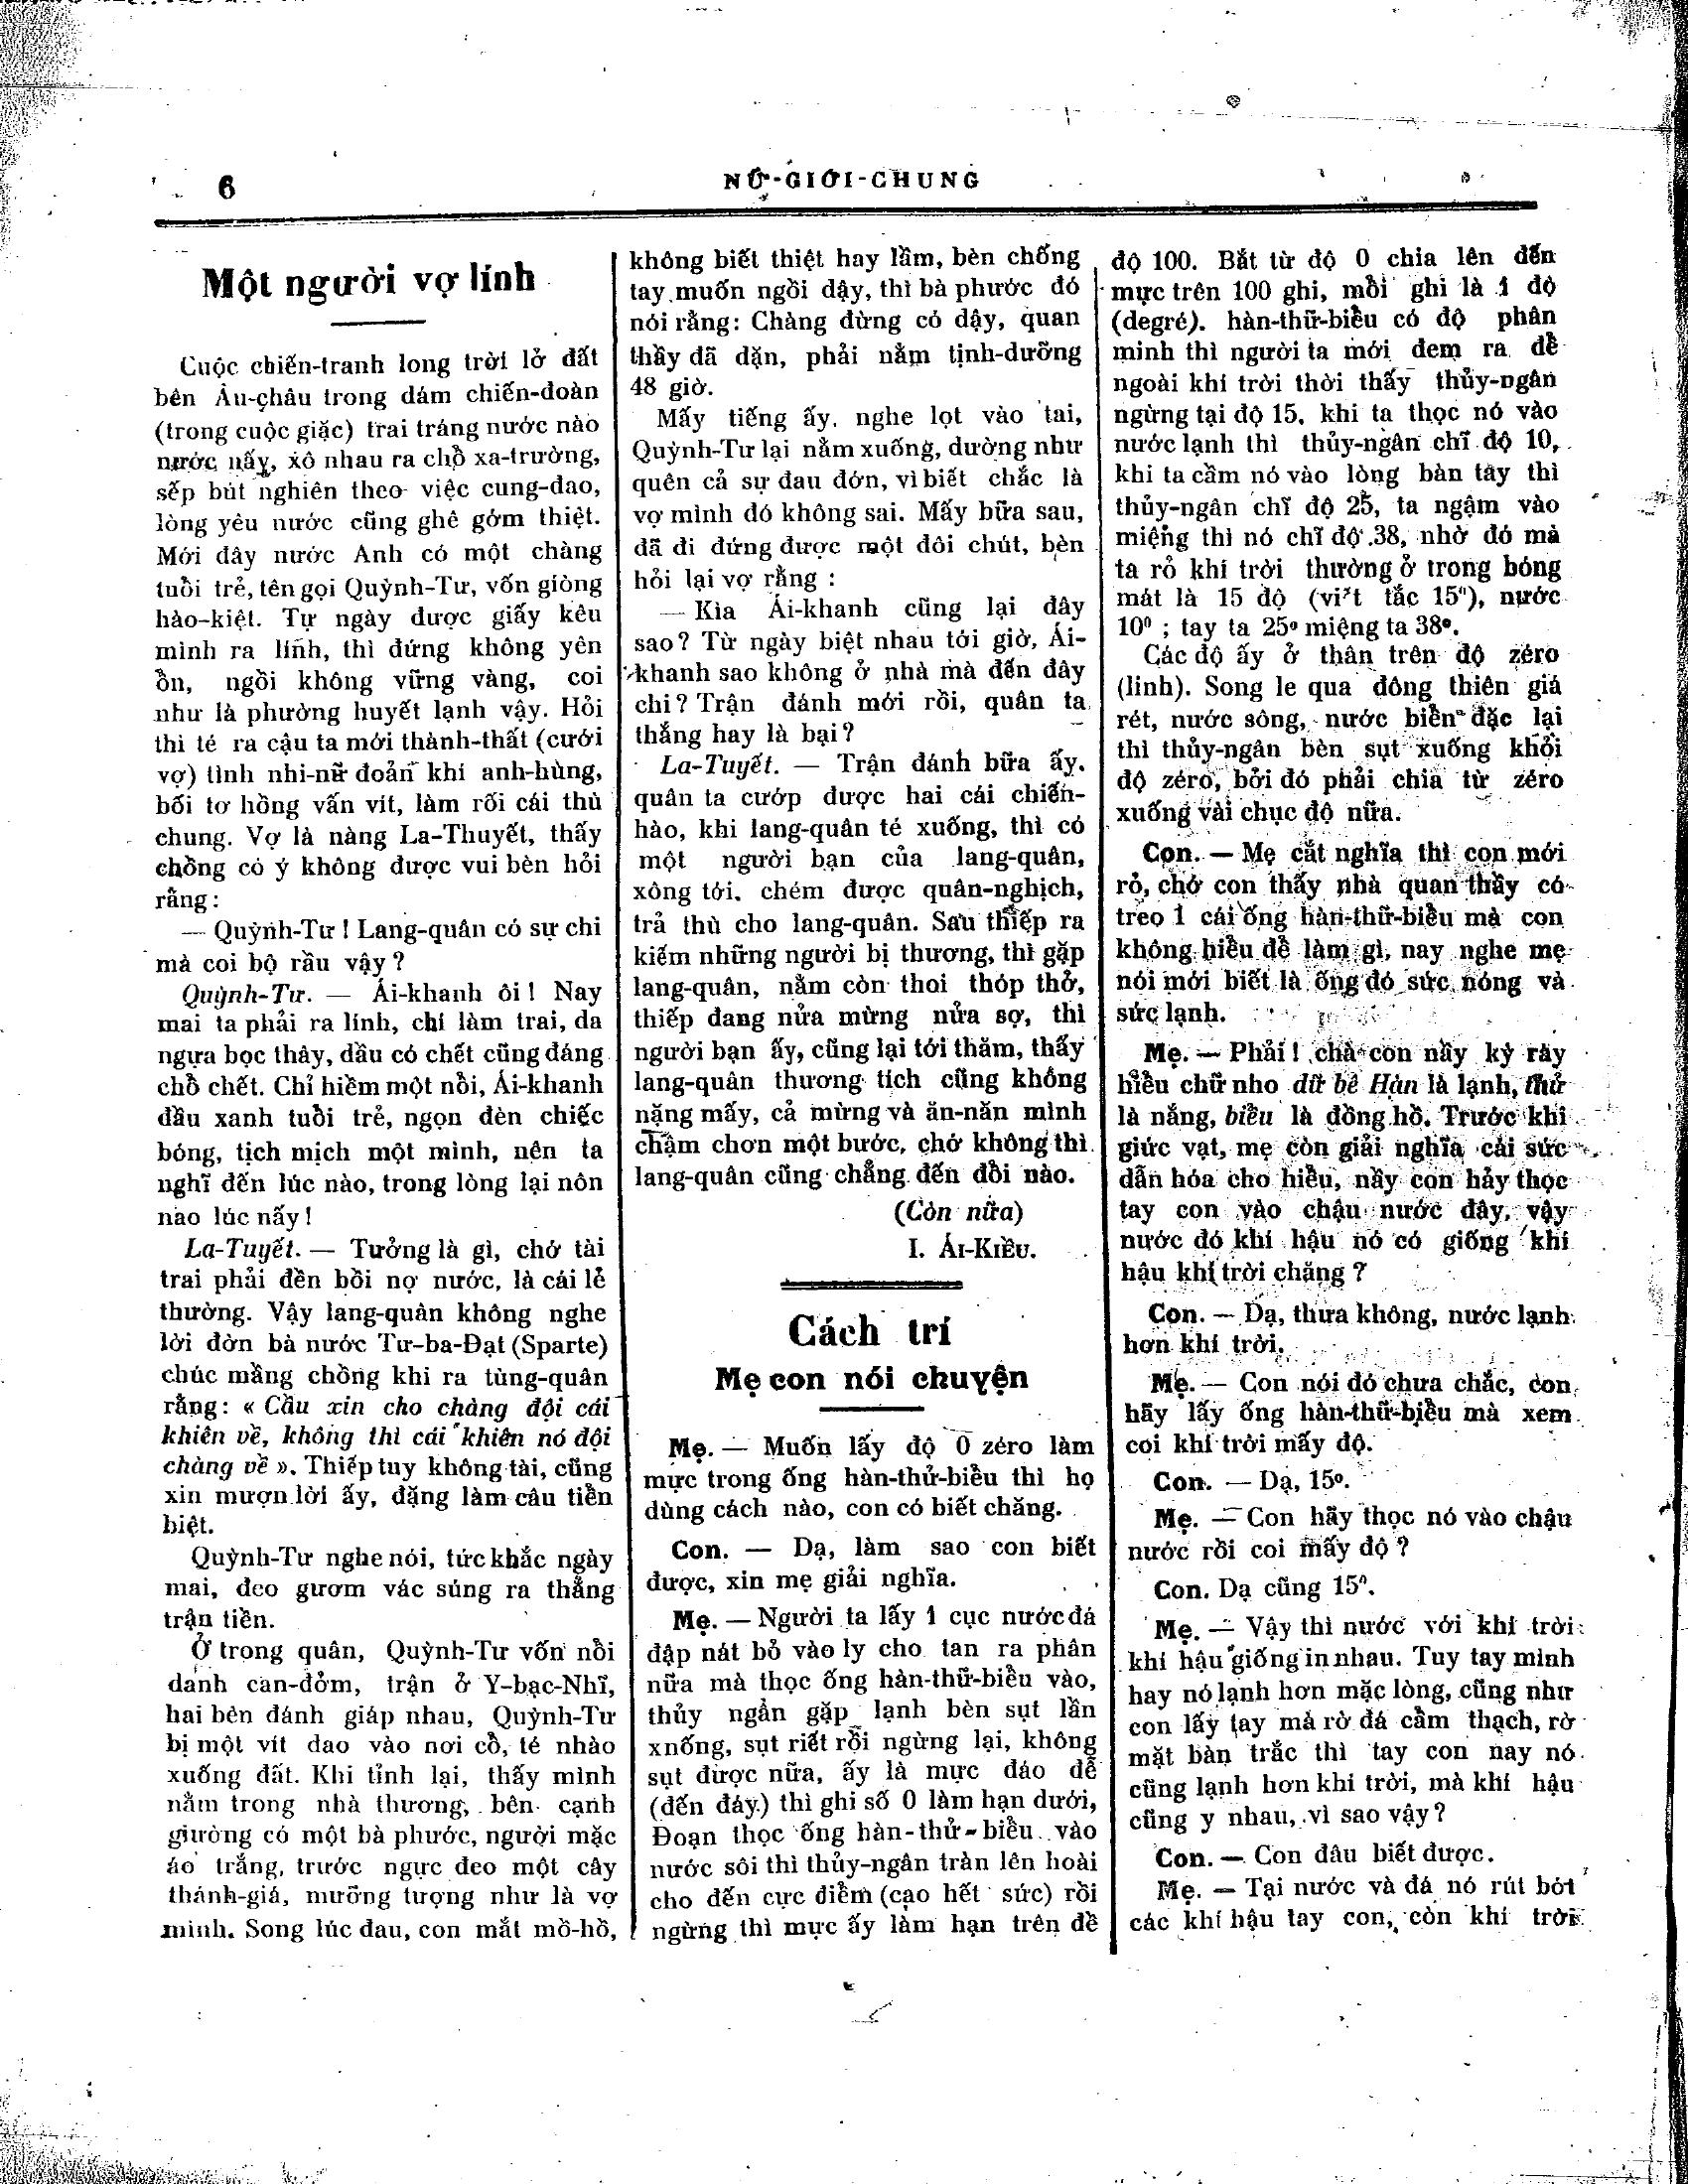 6
NỮ-GIỚI-CHUNG
Một người vợ lính
Cuộc chiến-tranh long trời lở đất
bên Âu-châu trong đám chiến-đoàn
(trong cuộc giặc) trai tráng nước nào
nước nấy, xô nhau ra chỗ xa-trường,
sếp bút nghiên theo việc cung-đao,
lòng yêu nước cũng ghê gớm thiệt.
Mới đây nước Anh có một chàng
tuổi trẻ, tên gọi Quỳnh-Tư, vốn giòng
hào-kiệt. Tự ngày được giấy kêu
mình ra lính, thì đứng không yên
ổn, ngồi không vững vàng, coi
như là phường huyết lạnh vậy. Hỏi
thì té ra cậu ta mới thành-thất (cưới
vợ) tình nhi-nữ đoản khí anh-hùng,
bối tơ hồng vấn vít, làm rối cái thù
chung. Vợ là nàng La-Thuyết, thấy
chồng có ý không được vui bèn hỏi
rằng:
— Quỳnh-Tư ! Lang-quân có sự chi
mà coi bộ rầu vậy ?
Quỳnh-Tư. — Ái-khanh ôi ! Nay
mai ta phải ra lính, chí làm trai, da
ngựa bọc thây, dầu có chết cũng đáng
chỗ chết. Chỉ hiềm một nỗi, Ái-khanh
đầu xanh tuổi trẻ, ngọn đèn chiếc
bóng, tịch mịch một mình, nên ta
nghĩ đến lúc nào, trong lòng lại nôn
nao lúc nấy !
La-Tuyết. — Tưởng là gì, chớ tài
trai phải đền bồi nợ nước, là cái lẽ
thường. Vậy lang-quân không nghe
lời đờn bà nước Tư-ba-Đạt (Sparte)
chúc mầng chồng khi ra tùng-quân
rằng: « Cầu xin cho chàng đội cái
khiên về, không thì cái khiên nó đội
chàng về ». Thiếp tuy không tài, cũng
xin mượn lời ấy, đặng làm câu tiễn
biệt.
Quỳnh-Tư nghe nói, tức khắc ngày
mai, đeo gươm vác súng ra thẳng
trận tiền.
Ở trong quân, Quỳnh-Tư vốn nổi
danh can-đởm, trận ở Y-bạc-Nhĩ,
hai bên đánh giáp nhau, Quỳnh-Tư
bị một vít dao vào nơi cổ, té nhào
xuống đất. Khi tỉnh lại, thấy mình
nằm trong nhà thương, bên cạnh
giường có một bà phước, người mặc
áo trắng, trước ngực đeo một cây
thánh-giá, mường tượng như là vợ
mình. Song lúc đau, con mắt mồ-hồ,
không biết thiệt hay lầm, bèn chống
tay muốn ngồi dậy, thì bà phước đó
nói rằng: Chàng đừng có dậy, quan
thầy đã dặn, phải nằm tịnh-dưỡng
48 giờ.
Mấy tiếng ấy, nghe lọt vào tai,
Quỳnh-Tư lại nằm xuống, dường như
quên cả sự đau đớn, vì biết chắc là
vợ mình đó không sai. Mấy bữa sau,
đã đi đứng được một đôi chút, bèn
hỏi lại vợ rằng :
— Kìa Ái-khanh cũng lại đây
sao ? Từ ngày biệt nhau tới giờ, Ái-
khanh sao không ở nhà mà đến đây
chi ? Trận đánh mới rồi, quân ta
thắng hay là bại ?
La-Tuyết. — Trận đánh bữa ấy,
quân ta cướp được hai cái chiến-
hào, khi lang-quân té xuống, thì có
một người bạn của lang-quân,
xông tới, chém được quân-nghịch,
trả thù cho lang-quân. Sau thiếp ra
kiếm những người bị thương, thì gặp
lang-quân, nằm còn thoi thóp thở,
thiếp đang nửa mừng nửa sợ, thì
người bạn ấy, cũng lại tới thăm, thấy
lang-quân thương tích cũng không
nặng mấy, cả mừng và ăn-năn mình
chậm chơn một bước, chớ không thì
lang-quân cũng chẳng đến đỗi nào.
(Còn nữa)
I. ÁI-KIỀU.
Cách trí
Mẹ con nói chuyện
Mẹ. — Muốn lấy độ 0 zéro làm
mực trong ống hàn-thử-biểu thì họ
dùng cách nào, con có biết chăng.
Con. — Dạ, làm sao con biết
được, xin mẹ giải nghĩa.
Mẹ. — Người ta lấy 1 cục nước đá
đập nát bỏ vào ly cho tan ra phân
nữa mà thọc ống hàn-thữ-biểu vào,
thủy ngân gặp lạnh bèn sụt lần
xnống, sụt riết rồi ngừng lại, không
sụt được nữa, ấy là mực đáo để
(đến đáy.) thì ghi số 0 làm hạn dưới,
Đoạn thọc ống hàn-thử-biểu vào
nước sôi thì thủy-ngân tràn lên hoài
cho đến cực điểm (cạo hết sức) rồi
ngừng thì mực ấy làm hạn trên đề
độ 100. Bắt từ độ 0 chia lên đến
mực trên 100 ghi, mỗi ghi là 1 độ
(degré). hàn-thữ-biểu có độ phân
minh thì người ta mới đem ra để
ngoài khí trời thời thấy thủy-ngân
ngừng tại độ 15, khi ta thọc nó vào
nước lạnh thì thủy-ngân chĩ độ 10,
khi ta cầm nó vào lòng bàn tay thì
thủy-ngân chĩ độ 25, ta ngậm vào
miệng thì nó chĩ độ 38, nhờ đó mà
ta rỏ khí trời thường ở trong bóng
mát là 15 độ (viết tắc 15⁰), nước
10⁰ ; tay ta 25º miệng ta 38º.
Các độ ấy ở thân trên độ zéro
(linh). Song le qua đông thiên giá
rét, nước sông, nước biển đặc lại
thì thủy-ngân bèn sụt xuống khỏi
độ zéro, bởi đó phải chia từ zéro
xuống vài chục độ nữa.
Con. — Mẹ cắt nghĩa thì con mới
rỏ, chớ con thấy nhà quan thầy có
treo 1 cái ống hàn-thữ-biểu mà con
không hiểu để làm gì, nay nghe mẹ
nói mới biết là ống đó sức nóng và
sức lạnh.
Mẹ. — Phải ! chà con nầy kỳ rày
hiểu chữ nho dữ bê Hàn là lạnh, thử
là nắng, biểu là đồng hồ. Trước khi
giức vạt, mẹ còn giải nghĩa cái sức
dẫn hóa cho hiểu, nầy con hảy thọc
tay con vào chậu nước đây, vậy
nước đó khí hậu nó có giống khí
hậu khí trời chăng ?
Con. — Dạ, thưa không, nước lạnh
hơn khí trời.
Mẹ. — Con nói đó chưa chắc, con
hãy lấy ống hàn-thữ-biểu mà xem
coi khí trời mấy độ.
Con. — Dạ, 15º.
Mẹ. — Con hãy thọc nó vào chậu
nước rồi coi mấy độ ?
Con. Dạ cũng 15º.
Mẹ. — Vậy thì nước với khí trời
khí hậu giống in nhau. Tuy tay mình
hay nó lạnh hơn mặc lòng, cũng như
con lấy tay mà rờ đá cẩm thạch, rờ
mặt bàn trắc thì tay con nay nó
cũng lạnh hơn khí trời, mà khí hậu
cũng y nhau, vì sao vậy ?
Con. — Con đâu biết được.
Mẹ. — Tại nước và đá nó rút bớt
các khí hậu tay con, còn khí trời